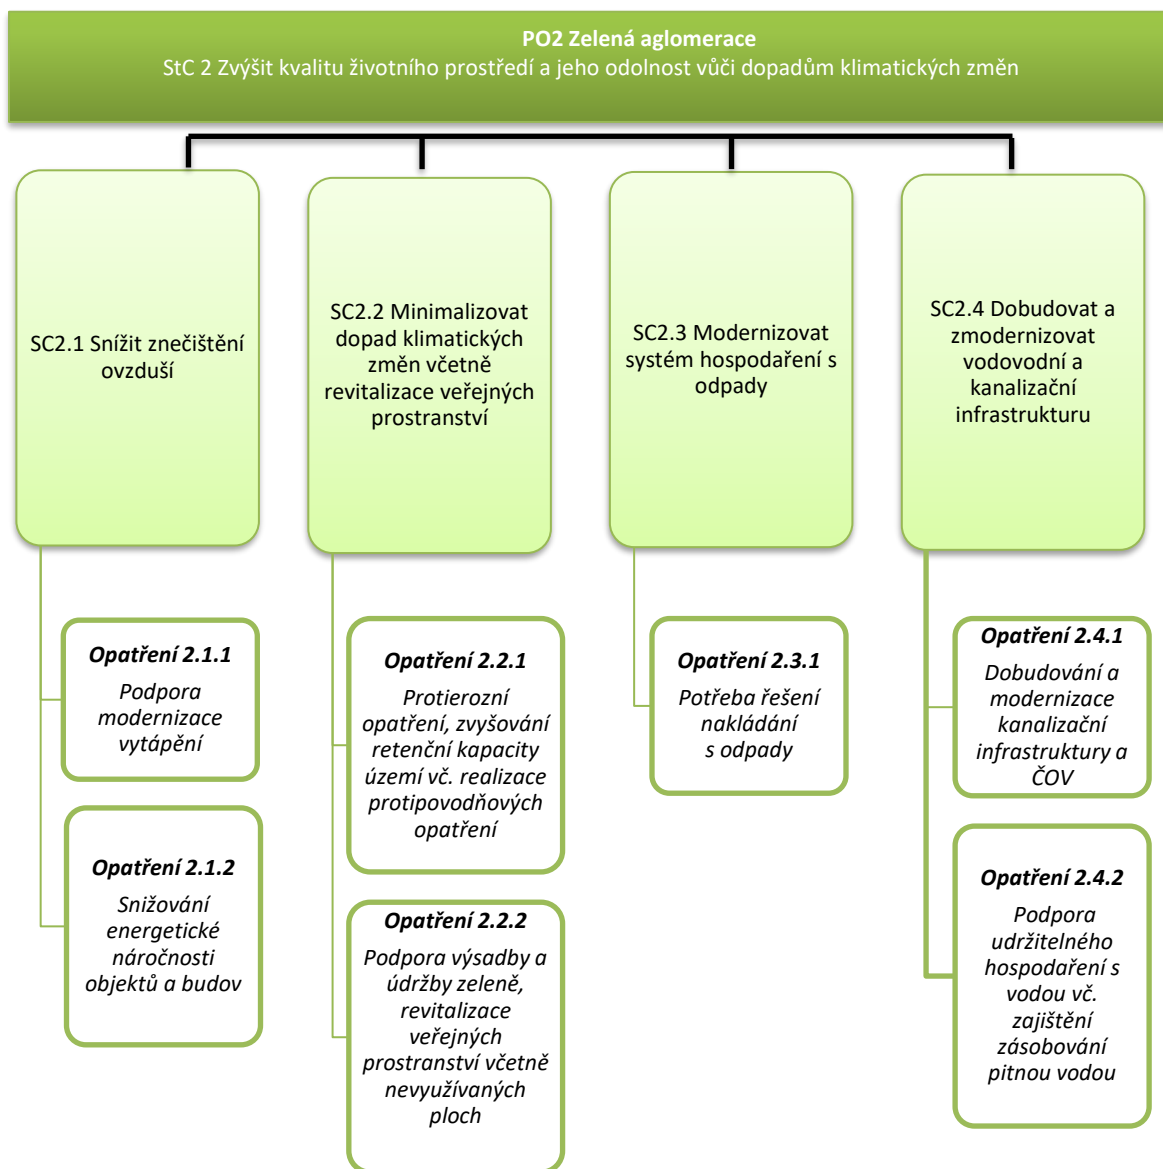 PO2 Zelená aglomerace
StC 2 Zvýšit kvalitu životního prostředí a jeho odolnost vůči dopadům klimatických změn
SC2.1 Snížit znečištění
ovzduší
SC2.2 Minimalizovat
dopad klimatických
změn včetně
revitalizace veřejných
prostranství
SC2.3 Modernizovat
systém hospodaření s
odpady
SC2.4 Dobudovat a
zmodernizovat
vodovodní a
kanalizační
infrastrukturu
Opatření 2.1.1
Podpora
modernizace
vytápění
Opatření 2.1.2
Snižování
energetické
náročnosti
objektů a budov
Opatření 2.2.1
Protierozní
opatření, zvyšování
retenční kapacity
území vč. realizace
protipovodňových
opatření
Opatření 2.2.2
Podpora výsadby a
údržby zeleně,
revitalizace
veřejných
prostranství včetně
nevyužívaných
ploch
Opatření 2.3.1
Potřeba řešení
nakládání
s odpady
Opatření 2.4.1
Dobudování a
modernizace
kanalizační
infrastruktury a
ČOV
Opatření 2.4.2
Podpora
udržitelného
hospodaření s
vodou vč.
zajištění
zásobování
pitnou vodou